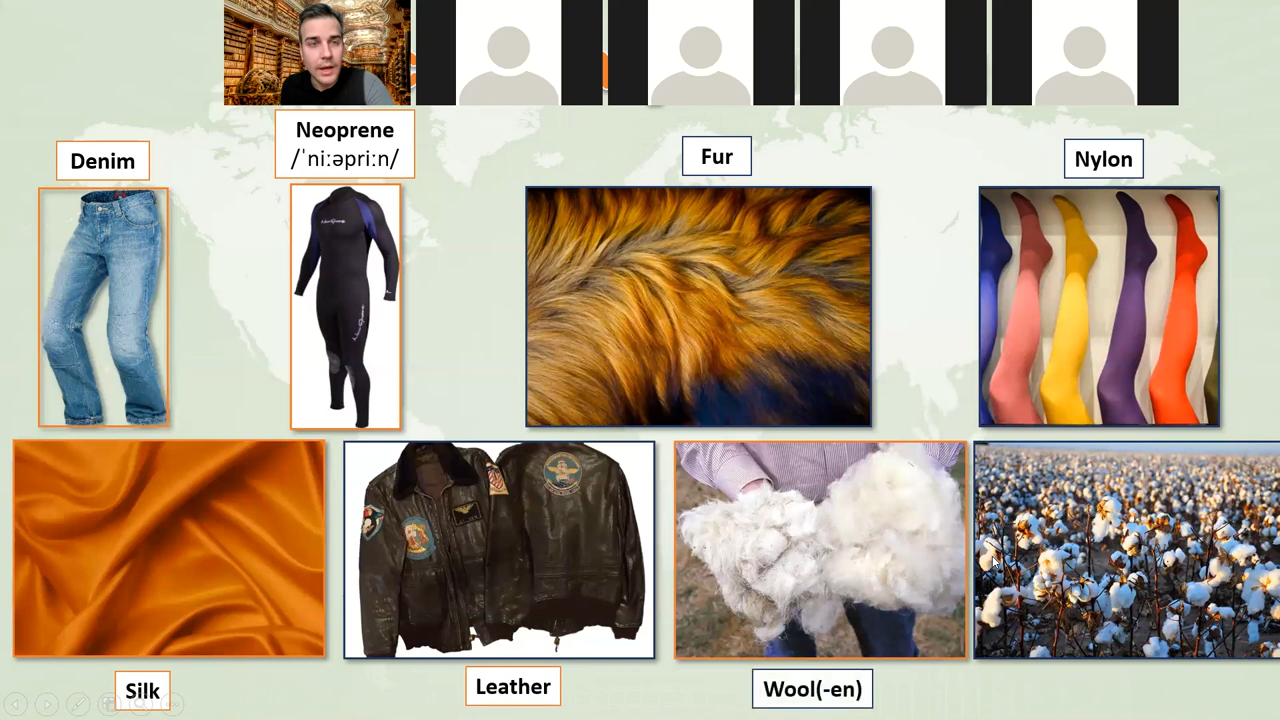 Denim
Neoprene
/ˈniːəpriːn/
Fur
Nylon
Silk
Leather
Wool(-en)